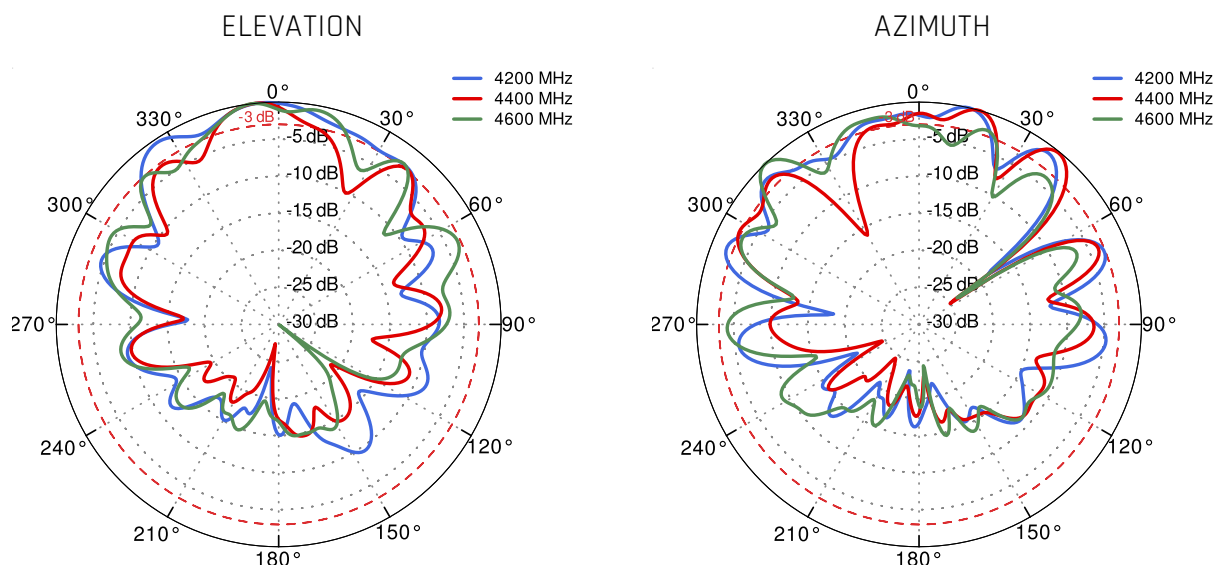 ELEVATION
4200 MHz
4400 MHz
4600 MHz
0°
30°
60°
90°
120°
150°
180°
210°
240°
270°
300°
330°
-3 dB
-5 dB
-10 dB
-15 dB
-20 dB
-25 dB
-30 dB
AZIMUTH
4200 MHz
4400 MHz
4600 MHz
0°
30°
60°
90°
120°
150°
180°
210°
240°
270°
300°
330°
-3 dB
-5 dB
-10 dB
-15 dB
-20 dB
-25 dB
-30 dB